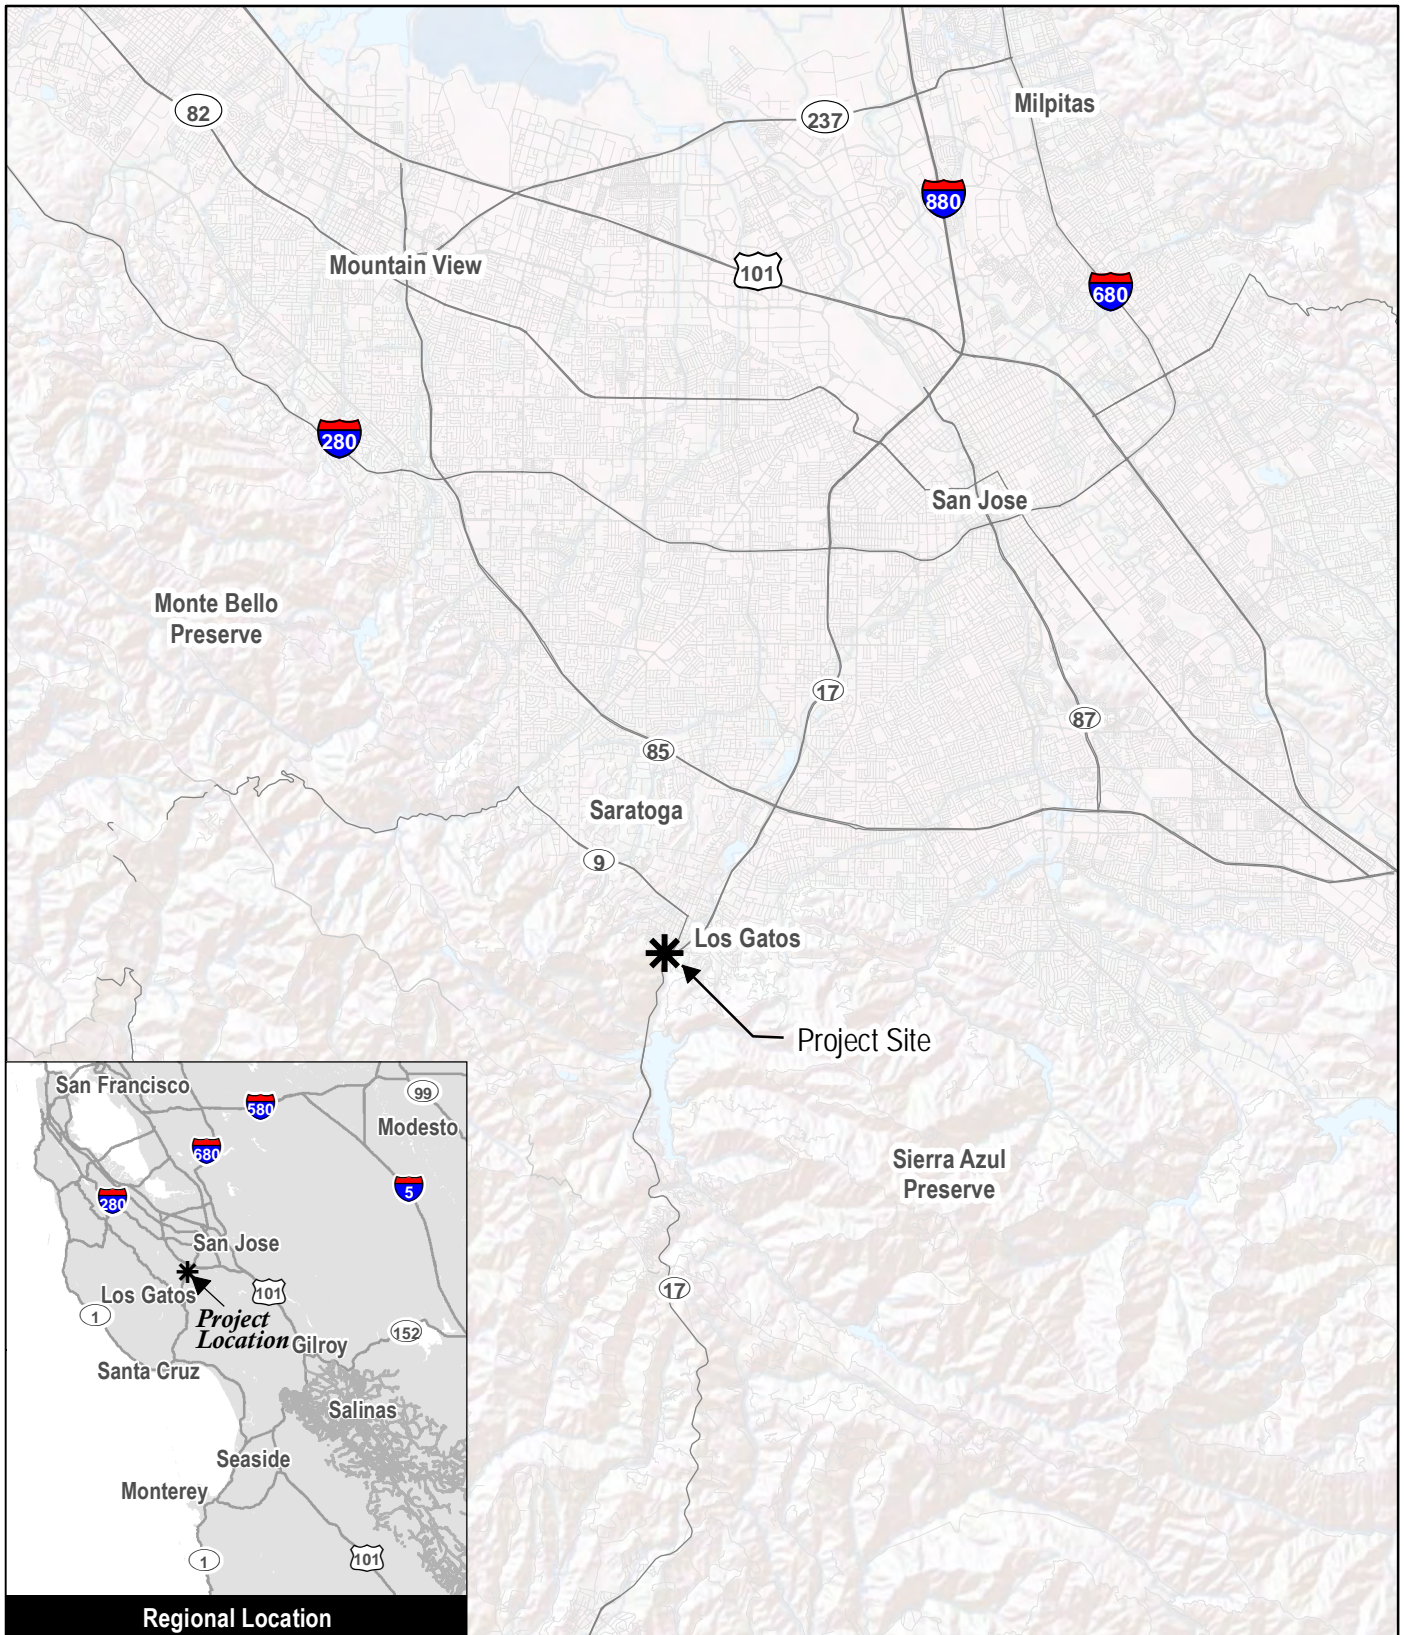 82
237
Milpitas
880
Mountain View
101
680
280
San Jose
Monte Bello
Preserve
17
87
85
Saratoga
9
Los Gatos
Project Site
Sierra Azul
Preserve
17
San Francisco
99
580
Modesto
680
5
280
San Jose
Los Gatos
101
1
Project
Location
152
Gilroy
Santa Cruz
Salinas
Seaside
Monterey
1
101
Regional Location